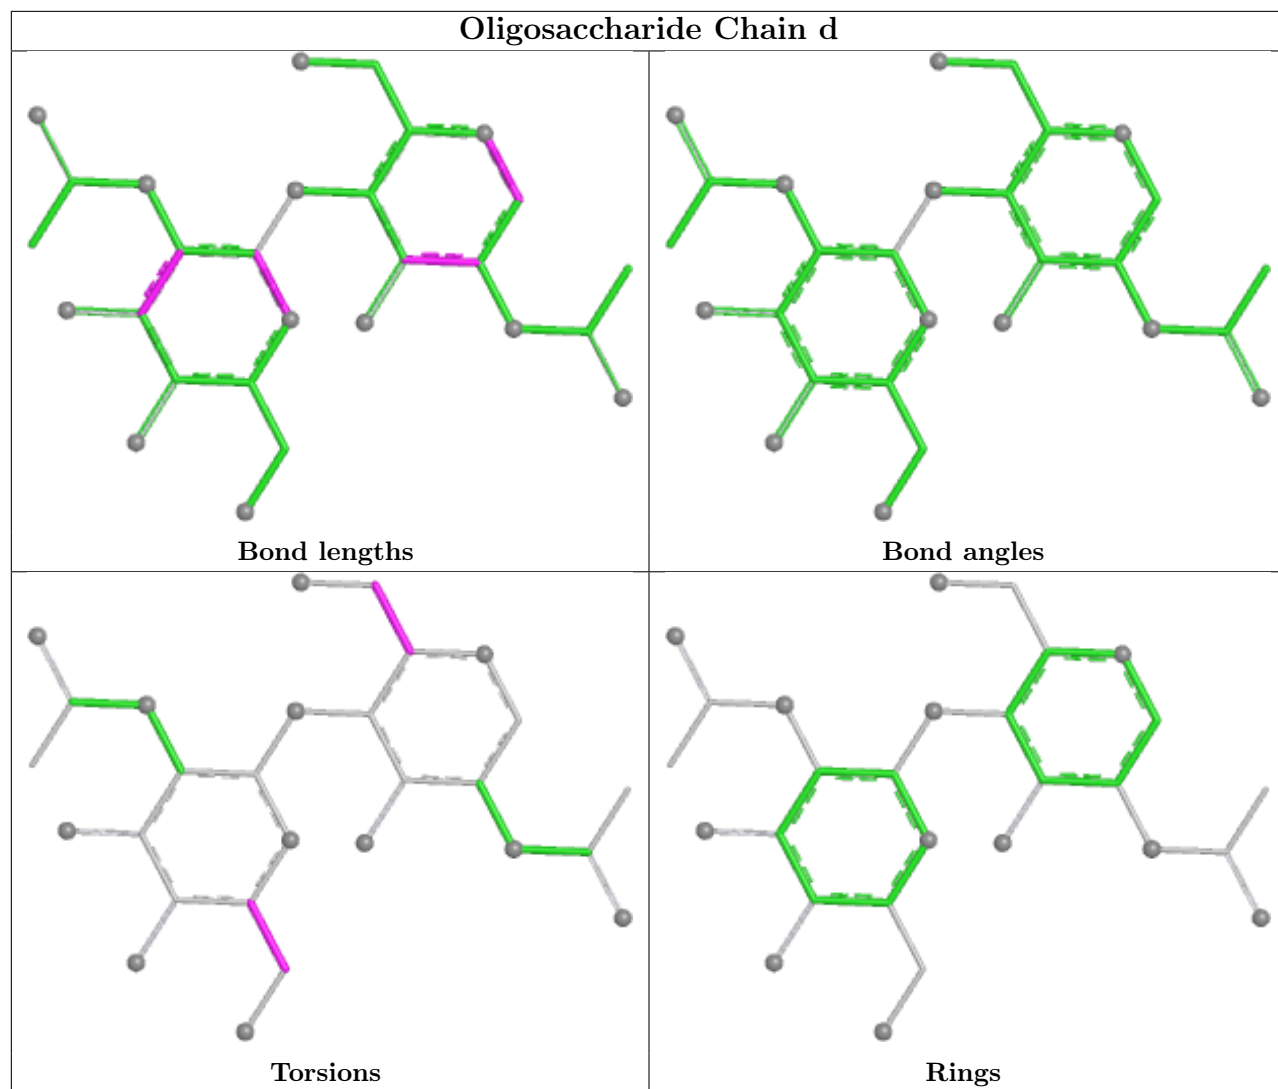 Oligosaccharide Chain d
Bond lengths
Bond angles
Torsions
Rings